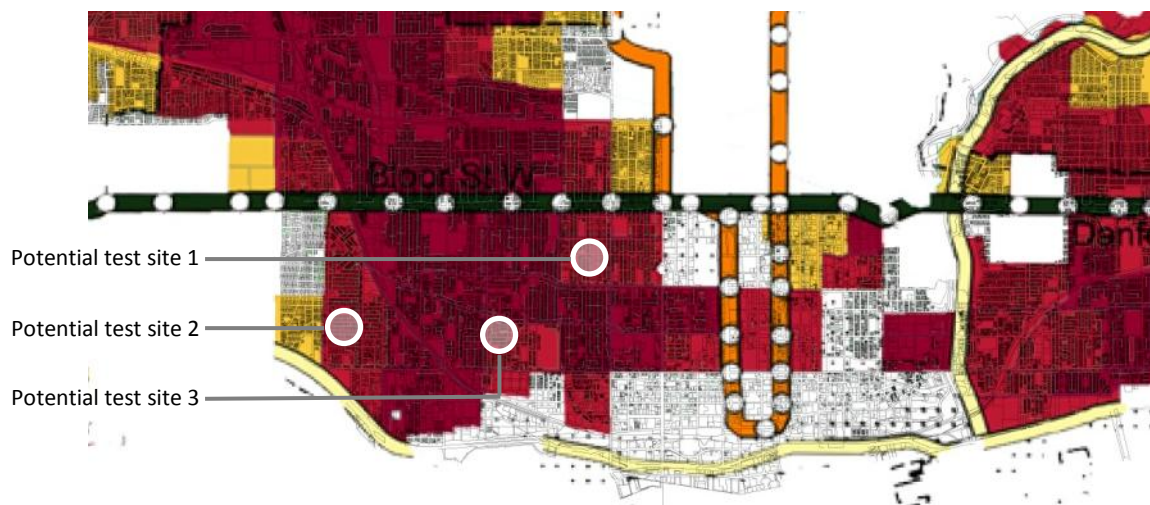 Bloor St W
Potential test site 1
Danf
Potential test site 2
Potential test site 3